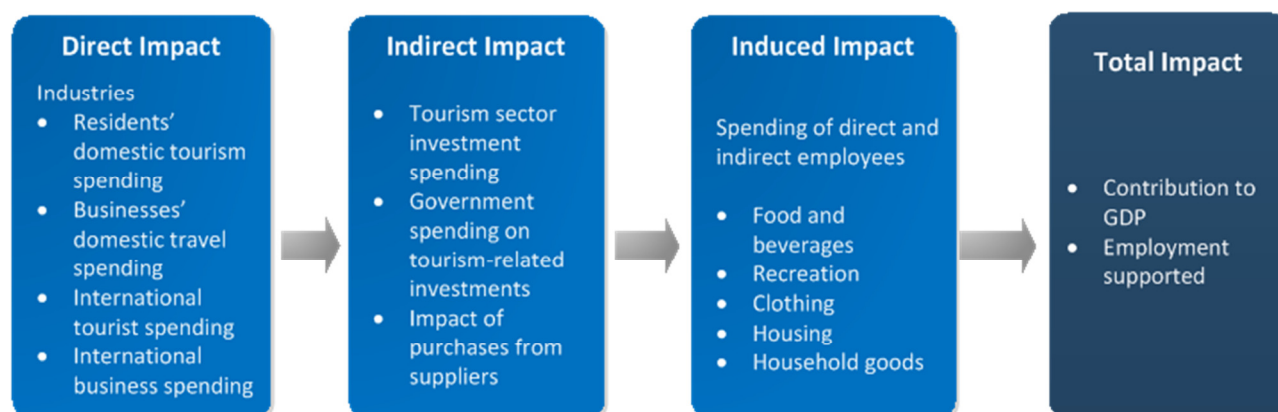 Direct Impact
Industries
• Residents’
domestic tourism
spending
• Businesses’
domestic travel
spending
• International
tourist spending
• International
business spending
Indirect Impact
• Tourism sector
investment
spending
• Government
spending on
tourism-related
investments
• Impact of
purchases from
suppliers
Induced Impact
Spending of direct and
indirect employees
• Food and
beverages
• Recreation
• Clothing
• Housing
• Household goods
Total Impact
• Contribution to
GDP
• Employment
supported